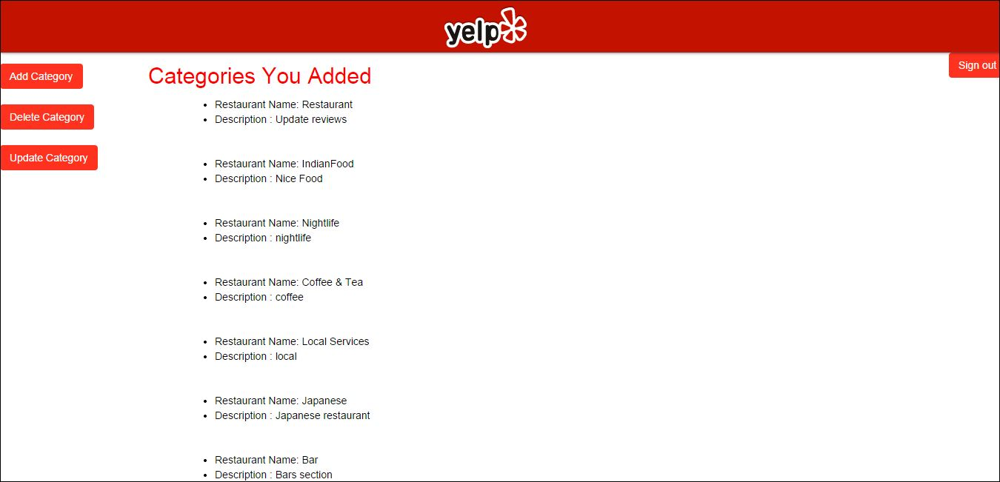 yelp
Sign out
Add Category
Delete Category
Update Category
Categories You Added
Restaurant Name: Restaurant
Description : Update reviews
Restaurant Name: IndianFood
Description : Nice Food
Restaurant Name: Nightlife
Description : nightlife
Restaurant Name: Coffee & Tea
Description : coffee
Restaurant Name: Local Services
Description : local
Restaurant Name: Japanese
Description : Japanese restaurant
Restaurant Name: Bar
Description : Bars section